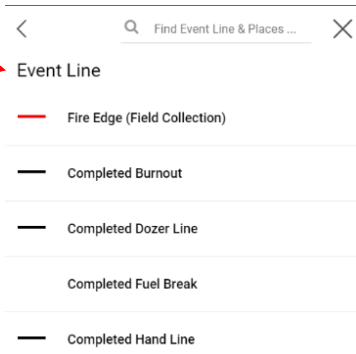 Find Event Line & Places ...
Event Line
Fire Edge (Field Collection)
Completed Burnout
Completed Dozer Line
Completed Fuel Break
Completed Hand Line